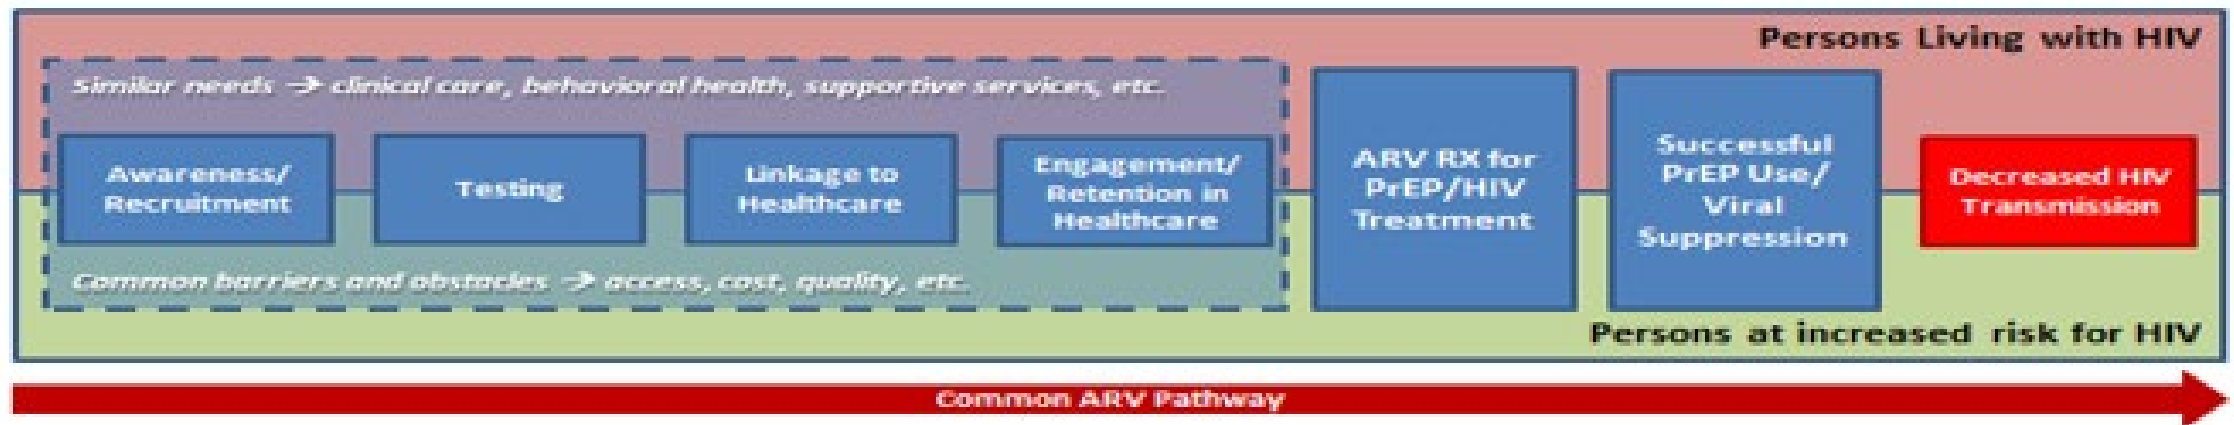 Persons Living with HIV
Similar needs → clinical care, behavioral health, supportive services, etc.
Awareness/
Recruitment
Testing
Linkage to
Healthcare
Engagement/
Retention in
Healthcare
ARV RX for
PrEP/HIV
Treatment
Successful
PrEP Use/
Viral
Suppression
Decreased HIV
Transmission
Common barriers and obstacles → access, cost, quality, etc.
Persons at increased risk for HIV
Common ARV Pathway